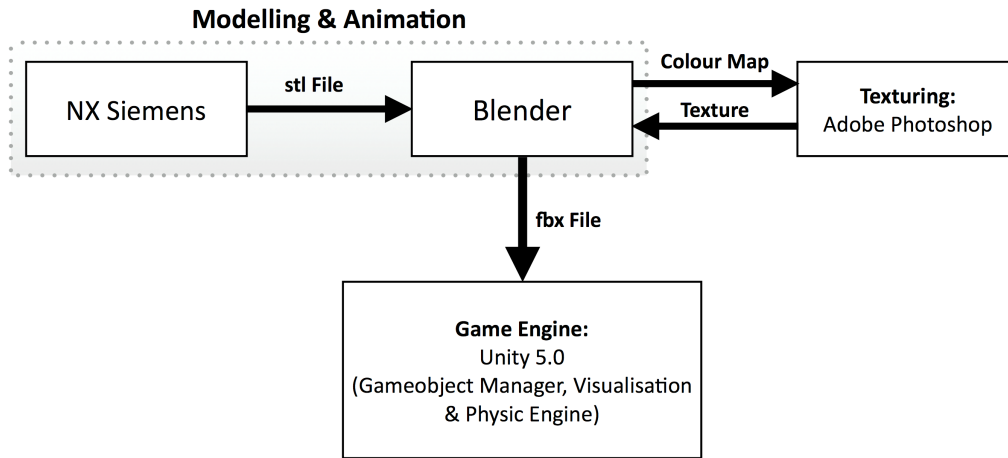 Modelling & Animation
NX Siemens
stl File
Blender
Colour Map
Texture
Texturing:
Adobe Photoshop
fbx File
Game Engine:
Unity 5.0
(Gameobject Manager, Visualisation
& Physic Engine)